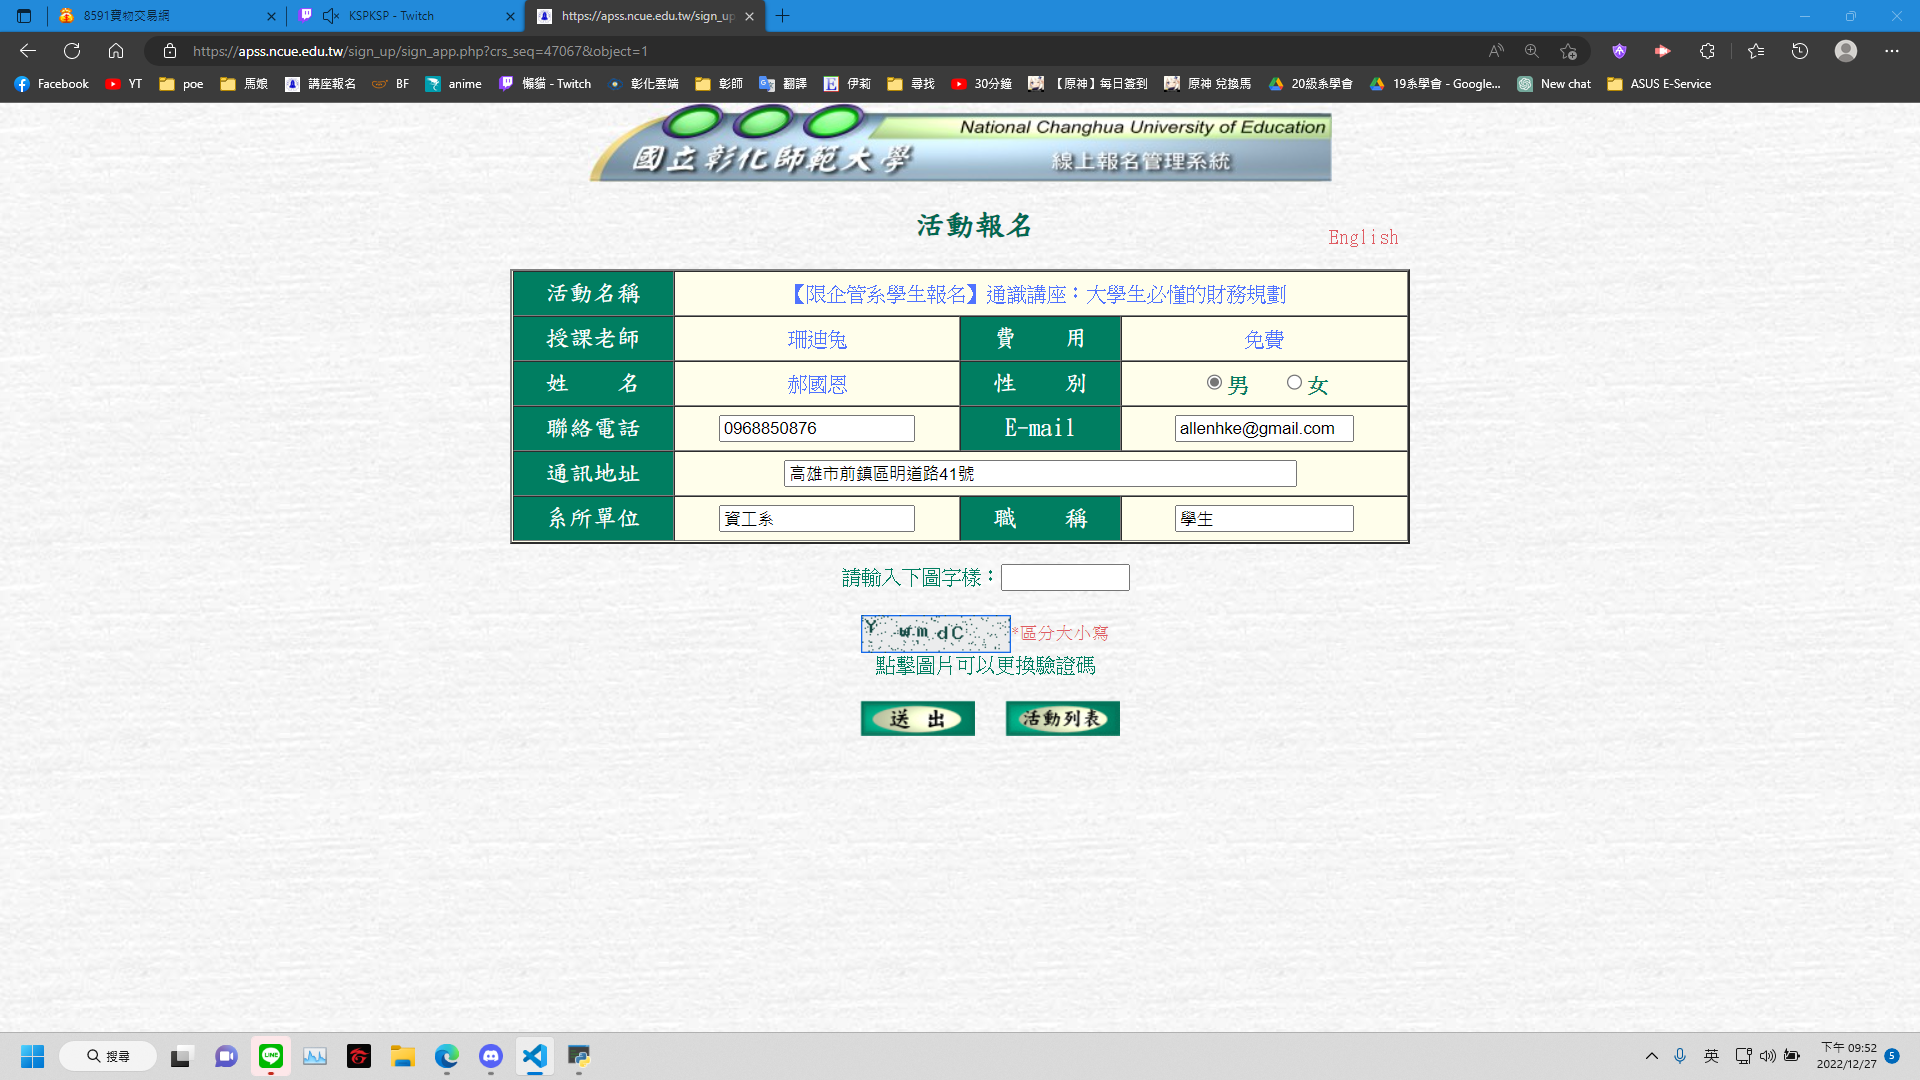 8591寶物交易網
KSPKSP - Twitch
https://apss.ncue.edu.tw/sign_up
https://apss.ncue.edu.tw/sign_up/sign_app.php?crs_seq=47067&object=1
Facebook
YT
poe
馬娘
講座報名
BF
anime
懶貓 - Twitch
彰化雲端
彰師
翻譯
伊莉
尋找
30分鐘
【原神】每日簽到
原神 兌換馬
20級系學會
19系學會 - Google...
New chat
ASUS E-Service
National Changhua University of Education
國立彰化師範大學
線上報名管理系統
活動報名
English
活動名稱
【限企管系學生報名】通識講座：大學生必懂的財務規劃
授課老師 珊迪兔 費 用 免費
姓 名 郝國恩 性 別 男 女
聯絡電話 0968850876 E-mail allenhke@gmail.com
通訊地址 高雄市前鎮區明道路41號
系所單位 資工系 職 稱 學生
請輸入下圖字樣：
*區分大小寫
點擊圖片可以更換驗證碼
送 出
活動列表
搜尋
英
下午 09:52
2022/12/27
5